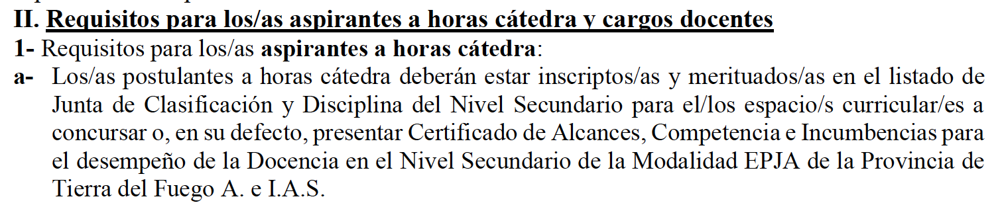 II. Requisitos para los/as aspirantes a horas cátedra y cargos docentes
1- Requisitos para los/as aspirantes a horas cátedra:
a- Los/as postulantes a horas cátedra deberán estar inscriptos/as y merituados/as en el listado de
Junta de Clasificación y Disciplina del Nivel Secundario para el/los espacio/s curricular/es a
concursar o, en su defecto, presentar Certificado de Alcances, Competencia e Incumbencias para
el desempeño de la Docencia en el Nivel Secundario de la Modalidad EPJA de la Provincia de
Tierra del Fuego A. e I.A.S.